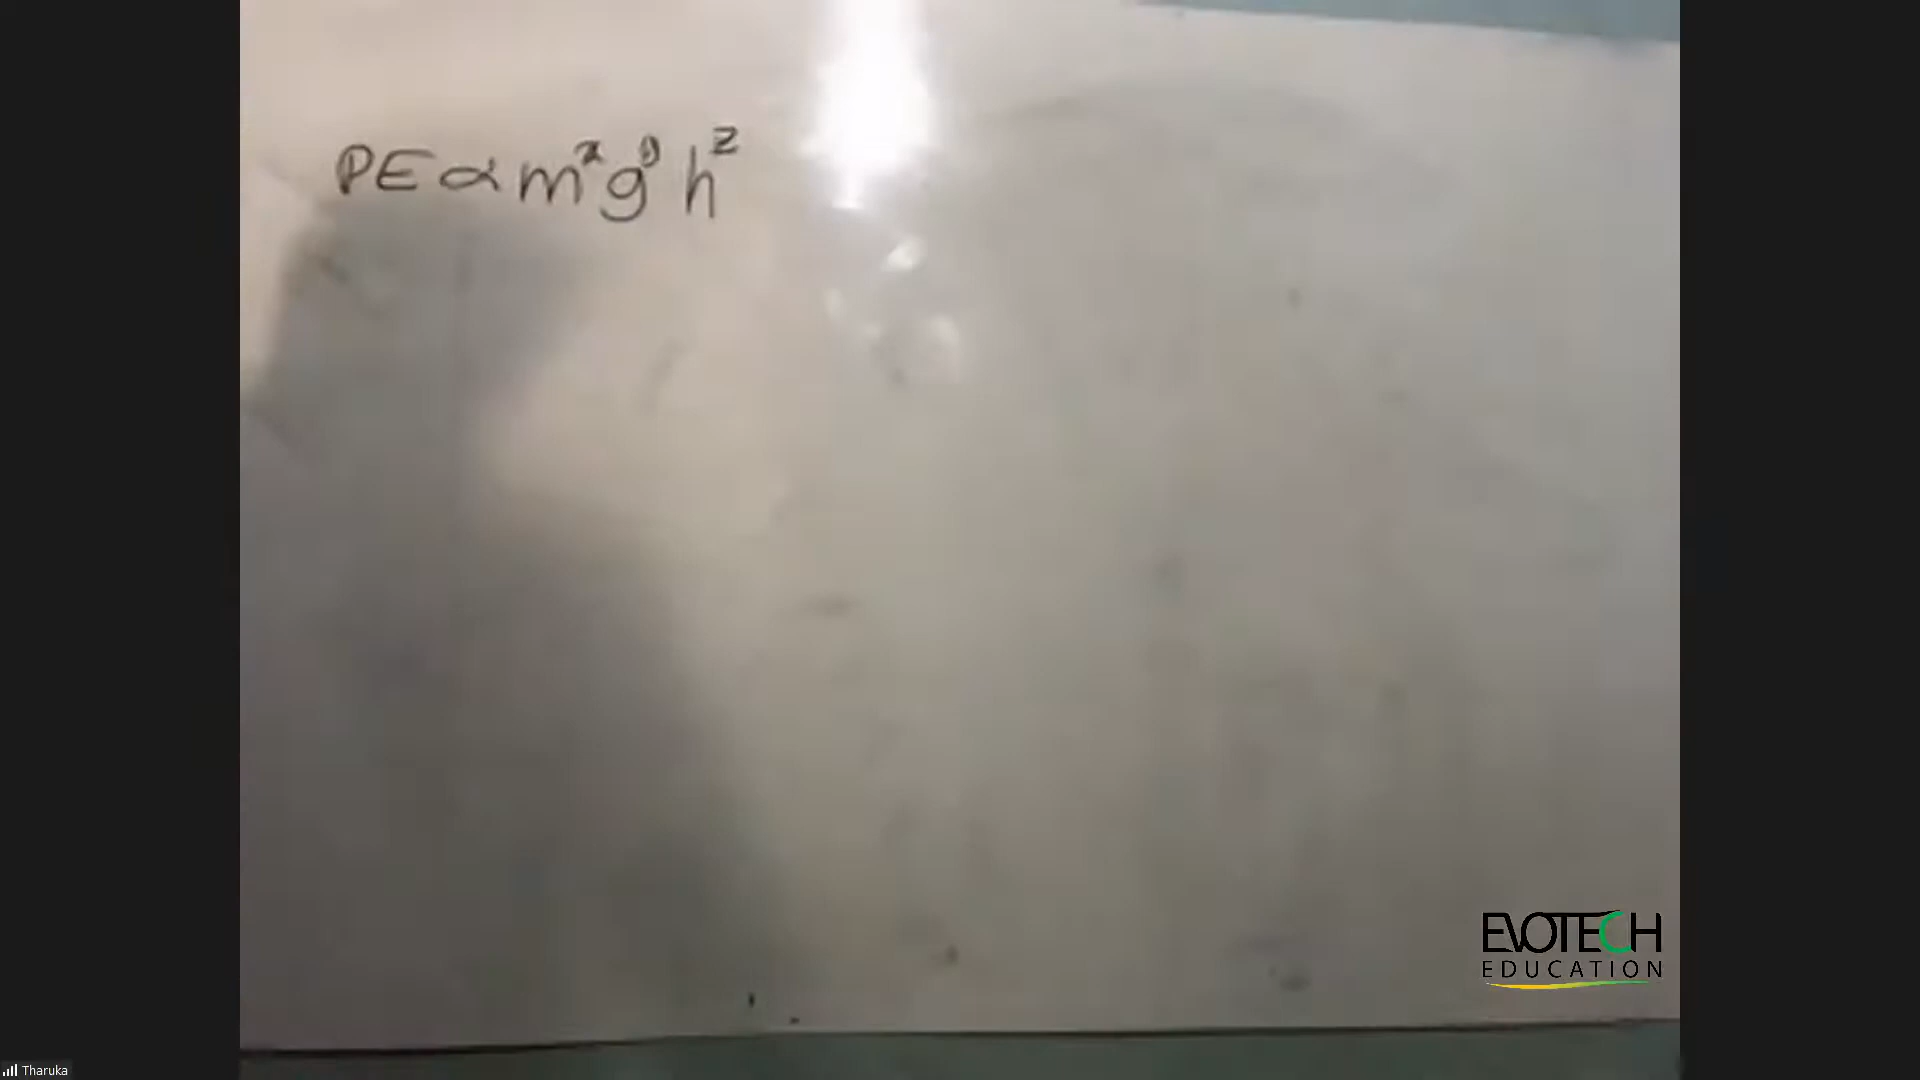 PE ∝ m^x g^y h^z
EVOTECH
EDUCATION
Tharuka